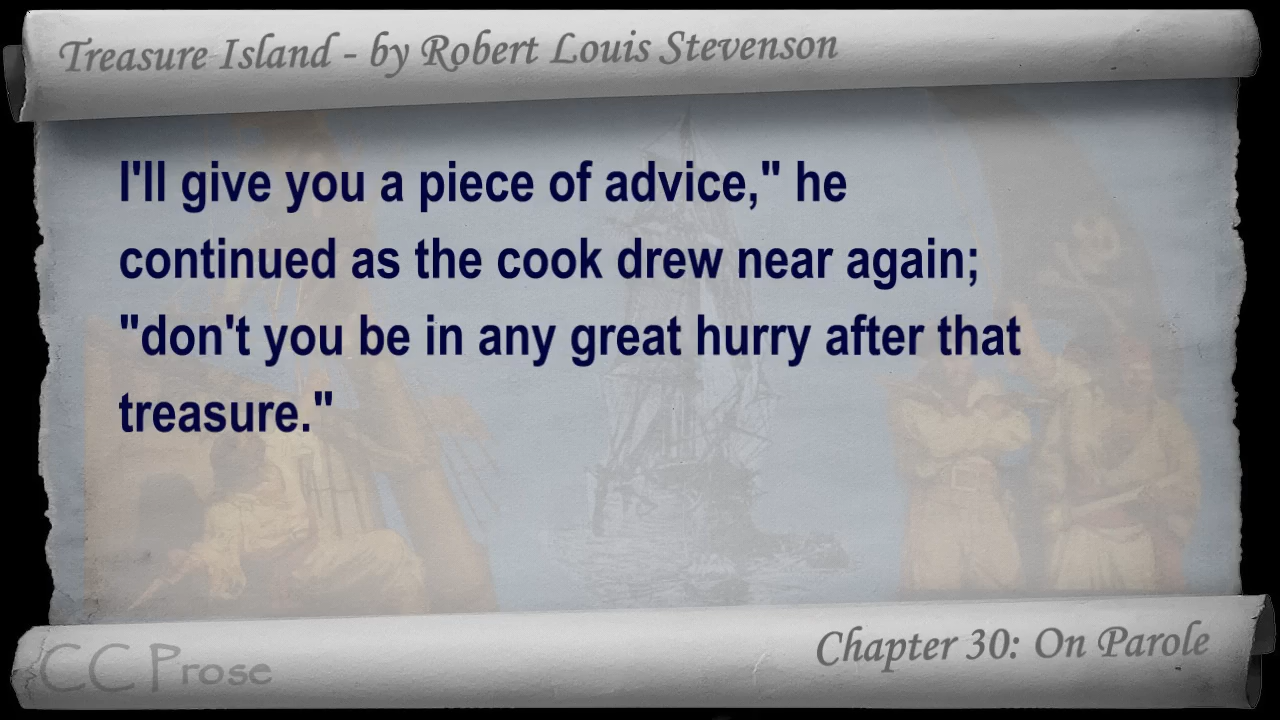 Treasure Island - by Robert Louis Stevenson
I'll give you a piece of advice," he
continued as the cook drew near again;
"don't you be in any great hurry after that
treasure."
Chapter 30: On Parole
CC Prose